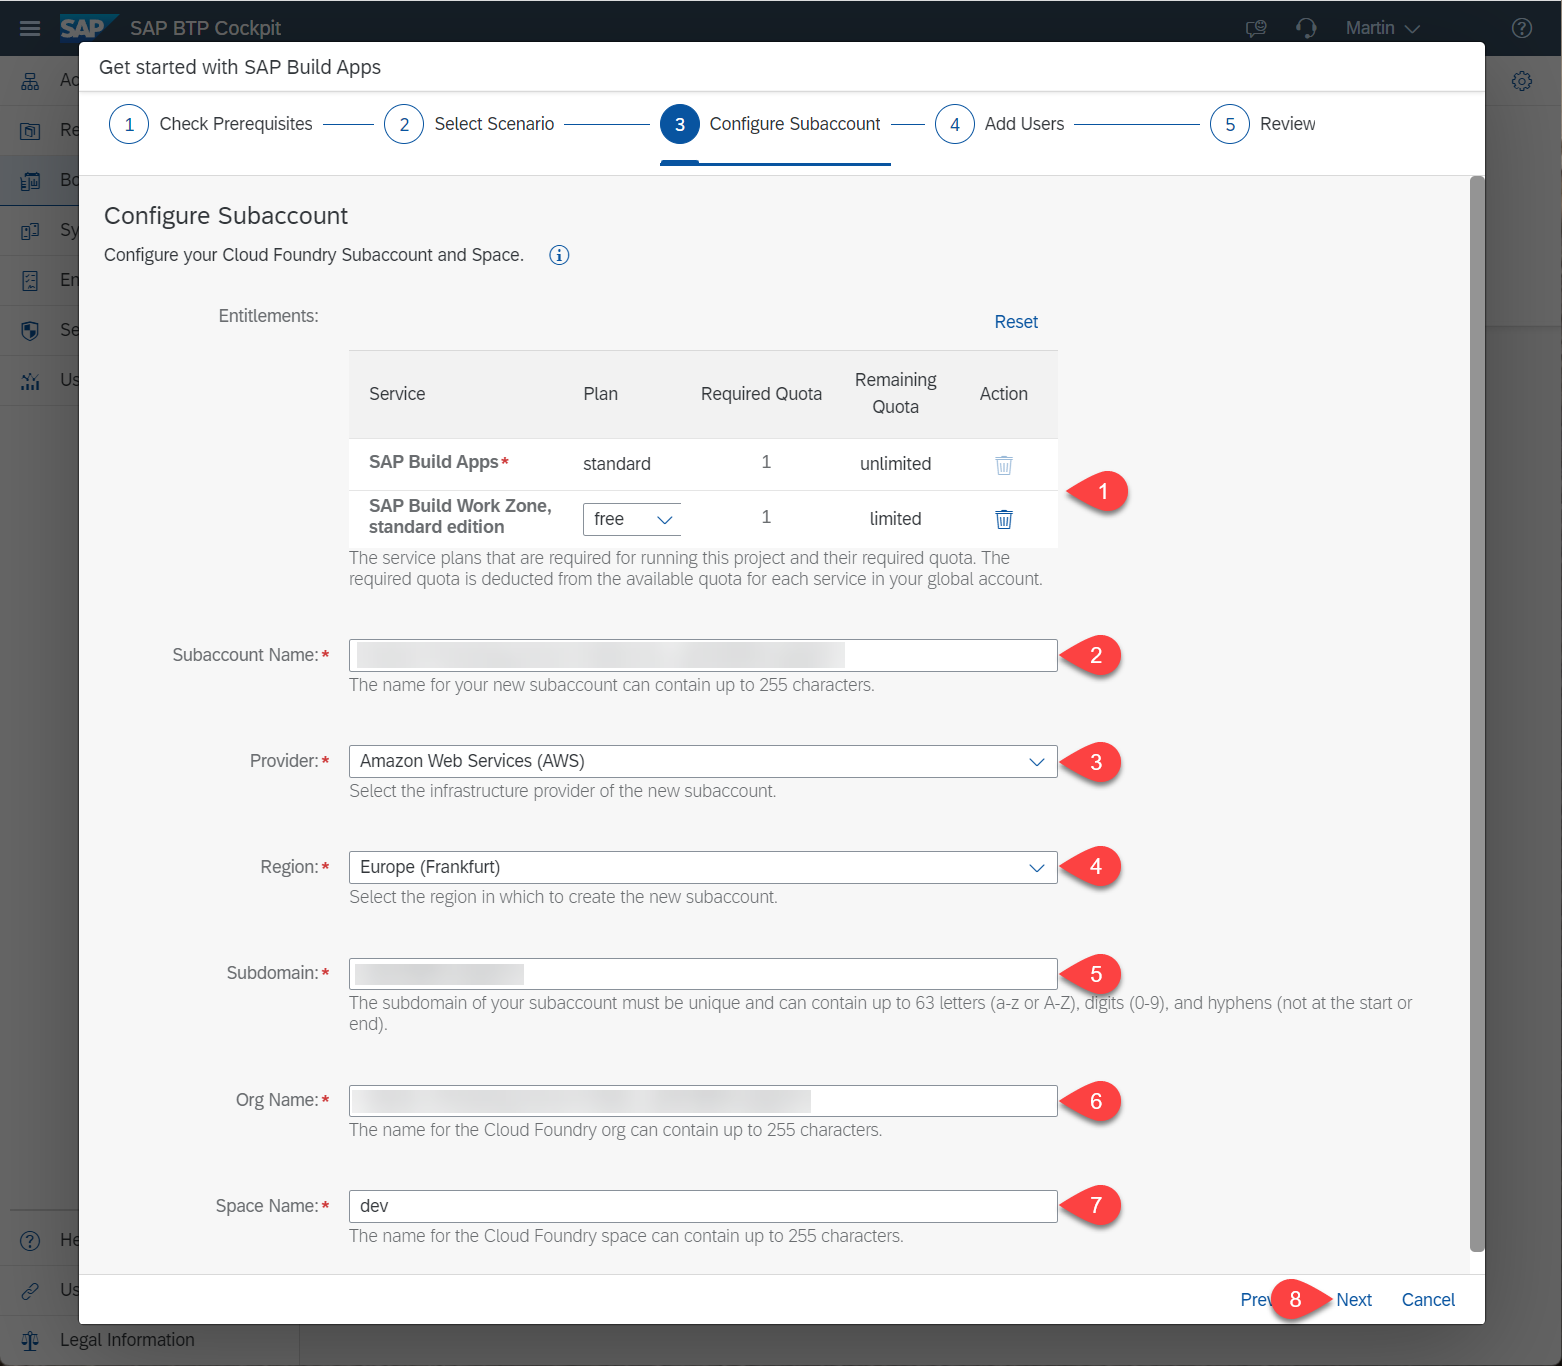 SAP SAP BTP Cockpit Martin
Get started with SAP Build Apps
1 Check Prerequisites 2 Select Scenario 3 Configure Subaccount 4 Add Users 5 Review
Configure Subaccount
Configure your Cloud Foundry Subaccount and Space.
Entitlements:
Reset
Service Plan Required Quota Remaining Quota Action
SAP Build Apps* standard 1 unlimited
1
SAP Build Work Zone, standard edition free 1 limited
The service plans that are required for running this project and their required quota. The
required quota is deducted from the available quota for each service in your global account.
Subaccount Name:* 2
The name for your new subaccount can contain up to 255 characters.
Provider:* Amazon Web Services (AWS) 3
Select the infrastructure provider of the new subaccount.
Region:* Europe (Frankfurt) 4
Select the region in which to create the new subaccount.
Subdomain:* 5
The subdomain of your subaccount must be unique and can contain up to 63 letters (a-z or A-Z), digits (0-9), and hyphens (not at the start or
end).
Org Name:* 6
The name for the Cloud Foundry org can contain up to 255 characters.
Space Name:* dev 7
The name for the Cloud Foundry space can contain up to 255 characters.
8 Next Cancel
Legal Information